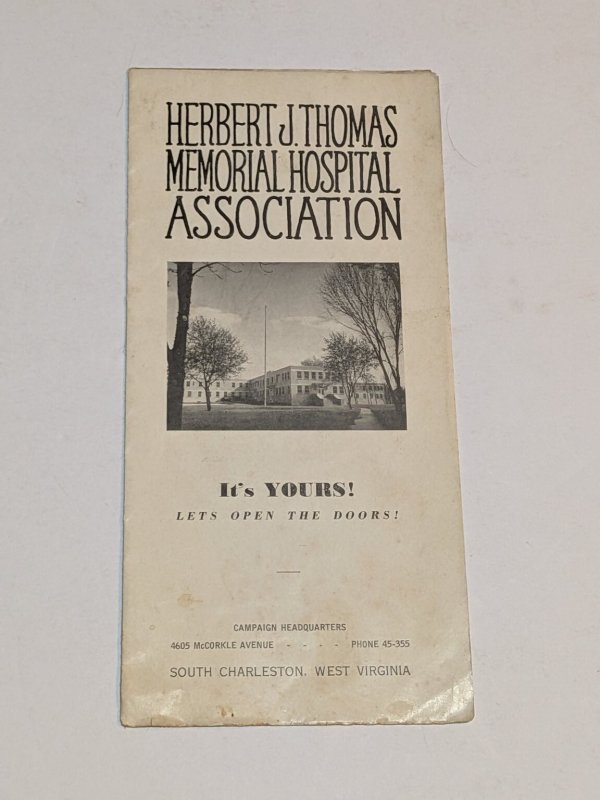 HERBERT J. THOMAS
MEMORIAL HOSPITAL
ASSOCIATION
It's YOURS!
LETS OPEN THE DOORS!
CAMPAIGN HEADQUARTERS
4605 McCORKLE AVENUE - - - - PHONE 45-355
SOUTH CHARLESTON, WEST VIRGINIA